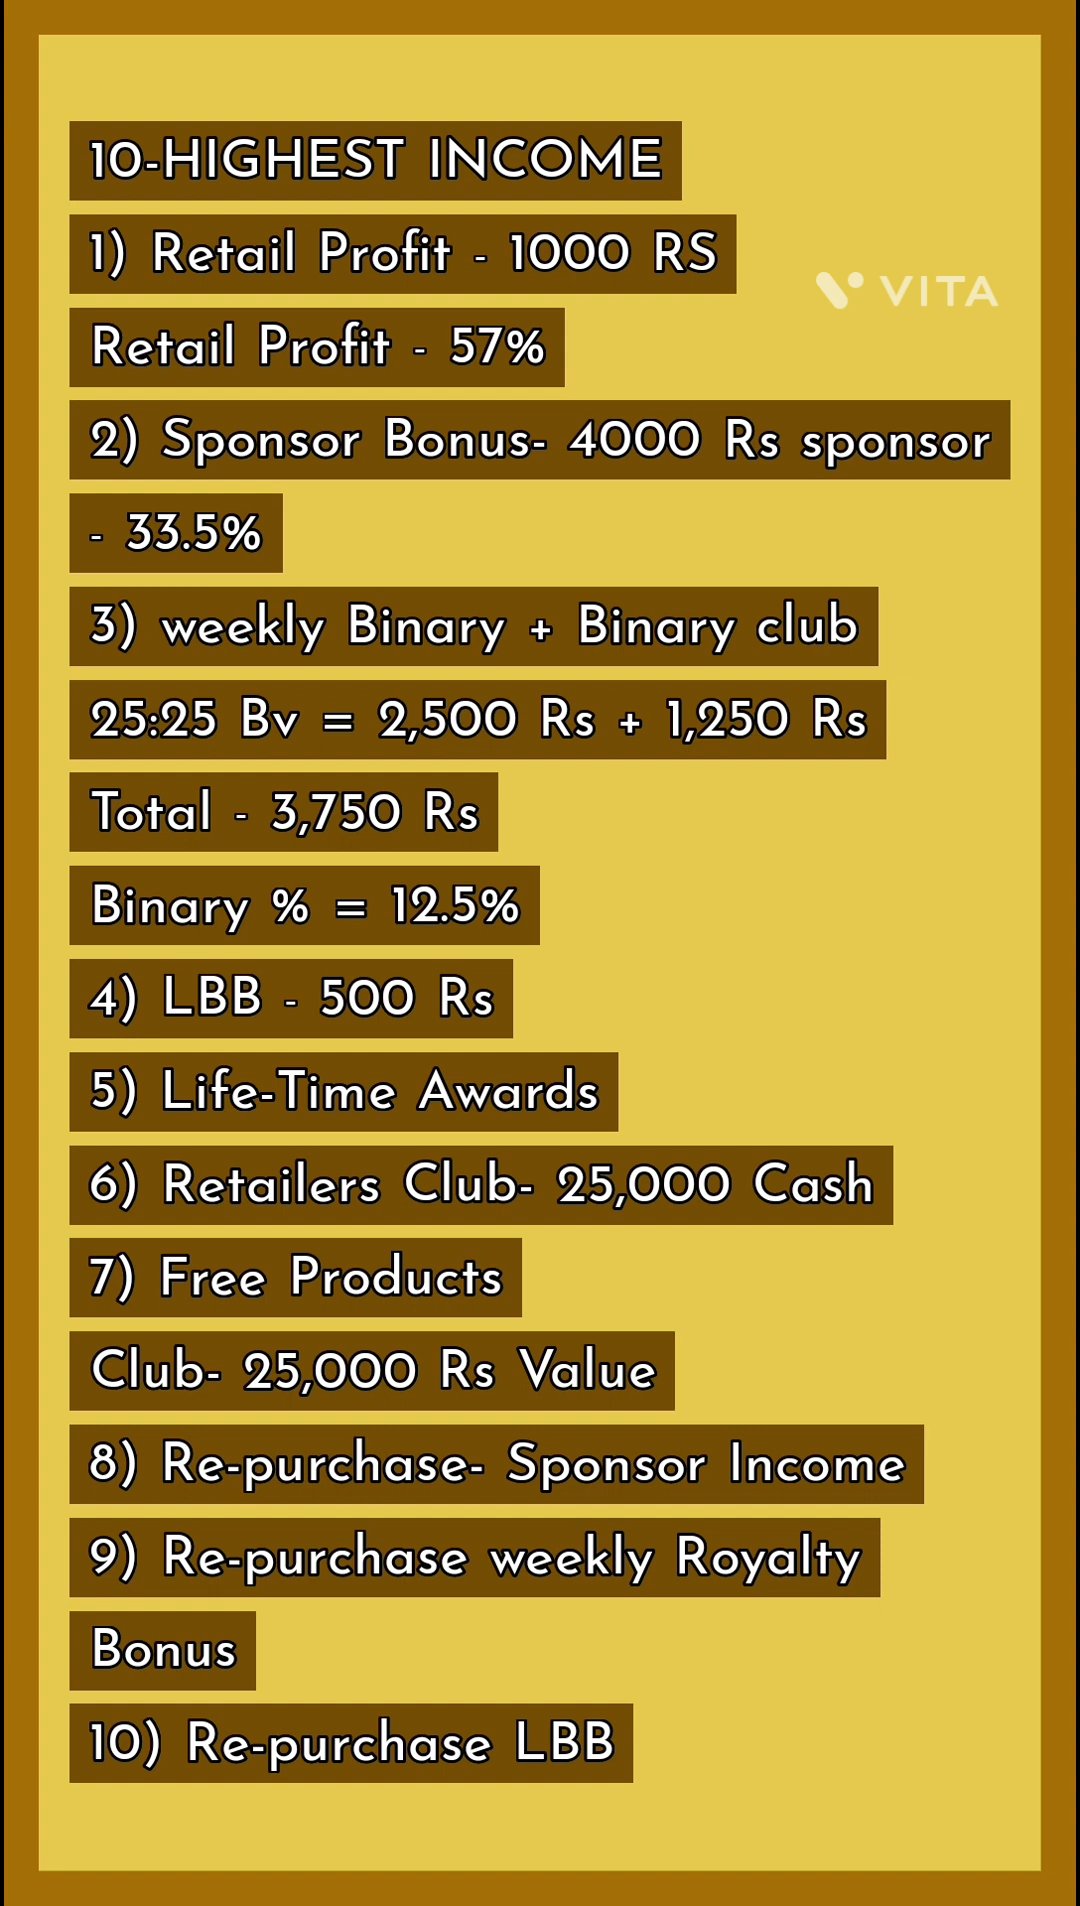 10-HIGHEST INCOME
1) Retail Profit - 1000 RS
VITA
Retail Profit - 57%
2) Sponsor Bonus- 4000 Rs sponsor
- 33.5%
3) weekly Binary + Binary club
25:25 Bv = 2,500 Rs + 1,250 Rs
Total - 3,750 Rs
Binary % = 12.5%
4) LBB - 500 Rs
5) Life-Time Awards
6) Retailers Club- 25,000 Cash
7) Free Products
Club- 25,000 Rs Value
8) Re-purchase- Sponsor Income
9) Re-purchase weekly Royalty
Bonus
10) Re-purchase LBB